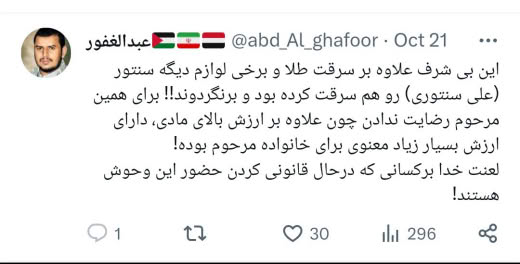 عبدالغفور🇵🇸🇮🇷🇾🇪 @abd_Al_ghafoor · Oct 21
این بی شرف علاوه بر سرقت طلا و برخی لوازم دیگه سنتور
(علی سنتوری) رو هم سرقت کرده بود و برنگردوند!! برای همین
مرحوم رضایت ندادن چون علاوه بر ارزش بالای مادی، دارای
ارزش بسیار زیاد معنوی برای خانواده مرحوم بوده!
لعنت خدا برکسانی که درحال قانونی کردن حضور این وحوش
هستند!
1 30 296